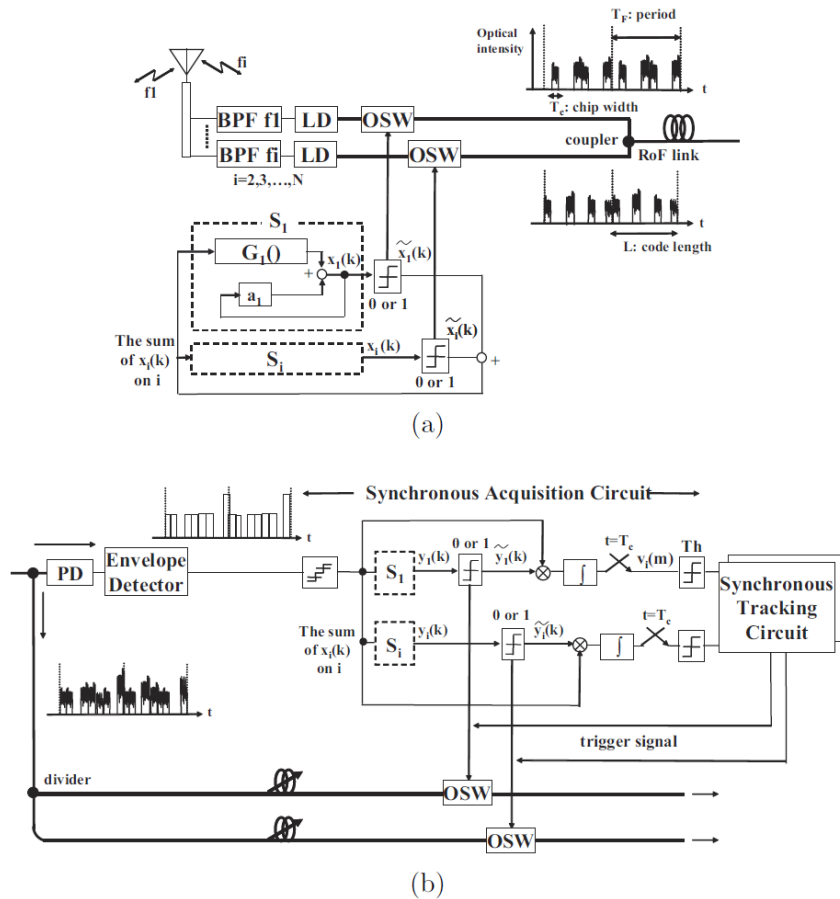 Optical
intensity
T_F: period
t
T_c: chip width
f1
fi
BPF f1
LD
OSW
coupler
RoF link
BPF fi
LD
OSW
i=2,3,...,N
t
L: code length
S_1
G_1()
+
x_1(k)
x̃_1(k)
a_1
0 or 1
The sum
of x_i(k)
on i
S_i
x_i(k)
x̃_i(k)
0 or 1
+
(a)
Synchronous Acquisition Circuit
t
PD
Envelope
Detector
S_1
y_1(k)
0 or 1
ỹ_1(k)
∫
t=T_c
v_i(m)
Th
Synchronous
Tracking
Circuit
The sum
of x_i(k)
on i
S_i
y_i(k)
0 or 1
ỹ_i(k)
∫
t=T_c
t
trigger signal
divider
OSW
OSW
(b)